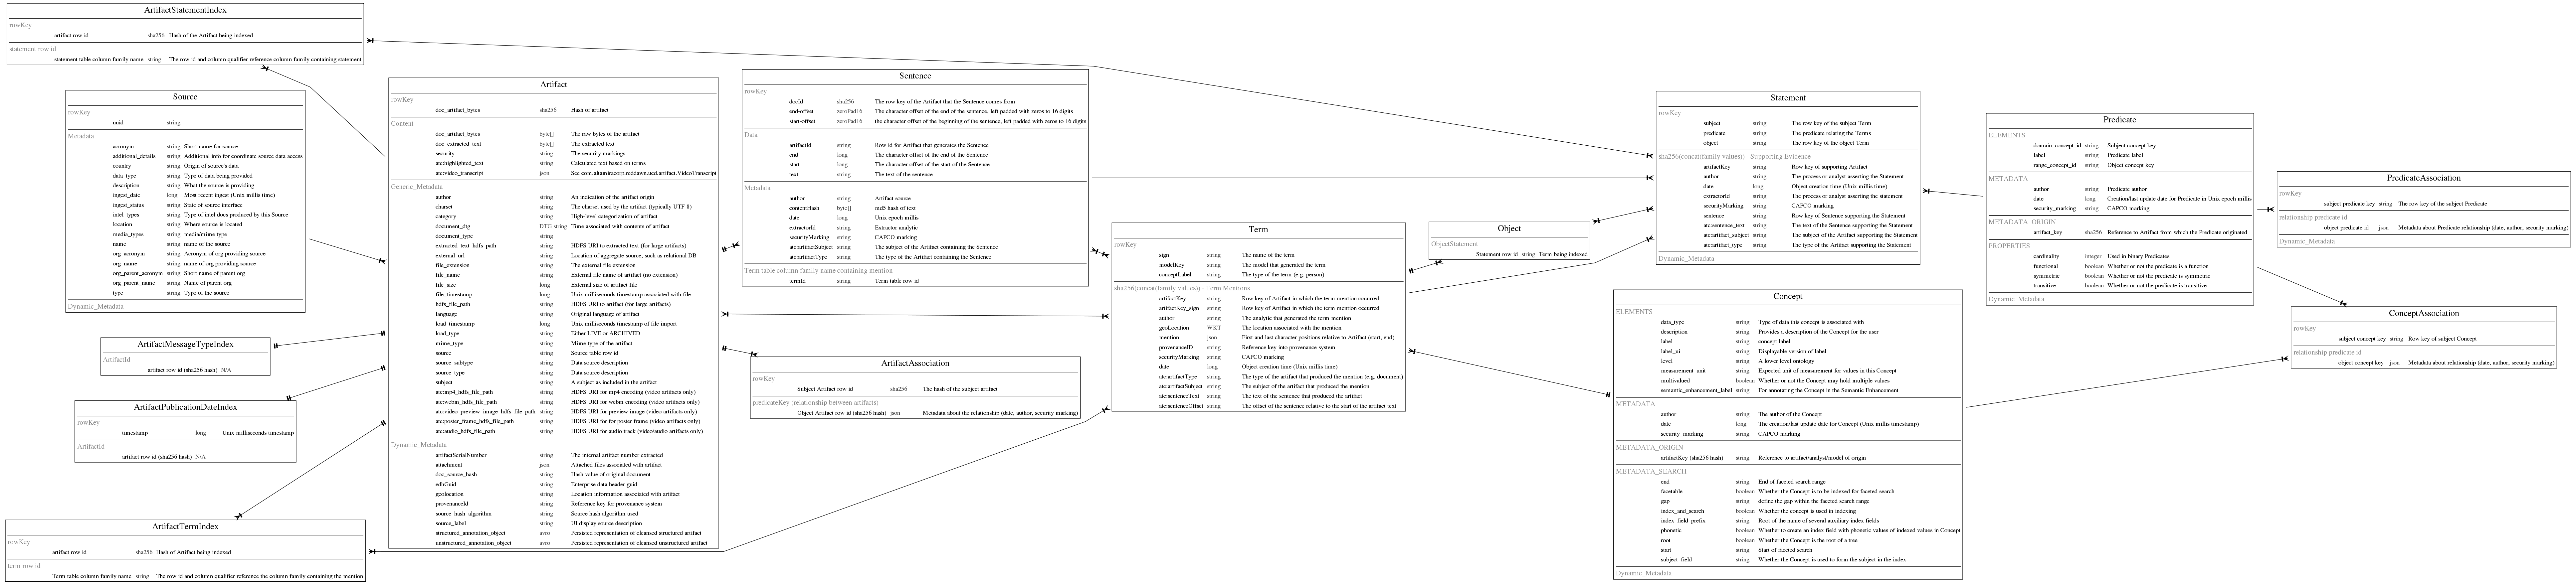 ArtifactStatementIndex
rowKey
artifact row id sha256 Hash of the Artifact being indexed
statement row id
statement table column family name string The row id and column qualifier reference column family containing statement
Source
rowKey
uuid string
Metadata
acronym string Short name for source
additional_details string Additional info for coordinate source data access
country string Origin of source's data
data_type string Type of data being provided
description string What the source is providing
ingest_date long Most recent ingest (Unix millis time)
ingest_status string State of source interface
intel_types string Type of intel docs produced by this Source
location string Where source is located
media_types string media/mime type
name string name of the source
org_acronym string Acronym of org providing source
org_name string name of org providing source
org_parent_acronym string Short name of parent org
org_parent_name string Name of parent org
type string Type of the source
Dynamic_Metadata
ArtifactMessageTypeIndex
ArtifactId
artifact row id (sha256 hash) N/A
ArtifactPublicationDateIndex
rowKey
timestamp long Unix milliseconds timestamp
ArtifactId
artifact row id (sha256 hash) N/A
ArtifactTermIndex
rowKey
artifact row id sha256 Hash of Artifact being indexed
term row id
Term table column family name string The row id and column qualifier reference the column family containing the mention
Artifact
rowKey
doc_artifact_bytes sha256 Hash of artifact
Content
doc_artifact_bytes byte[] The raw bytes of the artifact
doc_extracted_text byte[] The extracted text
security string The security markings
atc:highlighted_text string Calculated text based on terms
atc:video_transcript json See com.altamiracorp.reddawn.ucd.artifact.VideoTranscript
Generic_Metadata
author string An indication of the artifact origin
charset string The charset used by the artifact (typically UTF-8)
category string High-level categorization of artifact
document_dtg DTG string Time associated with contents of artifact
document_type string
extracted_text_hdfs_path string HDFS URI to extracted text (for large artifacts)
external_url string Location of aggregate source, such as relational DB
file_extension string The external file extension
file_name string External file name of artifact (no extension)
file_size long External size of artifact file
file_timestamp long Unix milliseconds timestamp associated with file
hdfs_file_path string HDFS URI to artifact (for large artifacts)
language string Original language of artifact
load_timestamp long Unix milliseconds timestamp of file import
load_type string Either LIVE or ARCHIVED
mime_type string Mime type of the artifact
source string Source table row id
source_subtype string Data source description
source_type string Data source description
subject string A subject as included in the artifact
atc:mp4_hdfs_file_path string HDFS URI for mp4 encoding (video artifacts only)
atc:webm_hdfs_file_path string HDFS URI for webm encoding (video artifacts only)
atc:video_preview_image_hdfs_file_path string HDFS URI for preview image (video artifacts only)
atc:poster_frame_hdfs_file_path string HDFS URI for for poster frame (video artifacts only)
atc:audio_hdfs_file_path string HDFS URI for audio track (video/audio artifacts only)
Dynamic_Metadata
artifactSerialNumber string The internal artifact number extracted
attachment json Attached files associated with artifact
doc_source_hash string Hash value of original document
edhGuid string Enterprise data header guid
geolocation string Location information associated with artifact
provenanceId string Reference key for provenance system
source_hash_algorithm string Source hash algorithm used
source_label string UI display source description
structured_annotation_object avro Persisted representation of cleansed structured artifact
unstructured_annotation_object avro Persisted representation of cleansed unstructured artifact
Sentence
rowKey
docId sha256 The row key of the Artifact that the Sentence comes from
end-offset zeroPad16 The character offset of the end of the sentence, left padded with zeros to 16 digits
start-offset zeroPad16 the character offset of the beginning of the sentence, left padded with zeros to 16 digits
Data
artifactId string Row id for Artifact that generates the Sentence
end long The character offset of the end of the Sentence
start long The character offset of the start of the Sentence
text string The text of the sentence
Metadata
author string Artifact source
contentHash byte[] md5 hash of text
date long Unix epoch millis
extractorId string Extractor analytic
securityMarking string CAPCO marking
atc:artifactSubject string The subject of the Artifact containing the Sentence
atc:artifactType string The type of the Artifact containing the Sentence
Term table column family name containing mention
termId string Term table row id
ArtifactAssociation
rowKey
Subject Artifact row id sha256 The hash of the subject artifact
predicateKey (relationship between artifacts)
Object Artifact row id (sha256 hash) json Metadata about the relationship (date, author, security marking)
Term
rowKey
sign string The name of the term
modelKey string The model that generated the term
conceptLabel string The type of the term (e.g. person)
sha256(concat(family values)) - Term Mentions
artifactKey string Row key of Artifact in which the term mention occurred
artifactKey_sign string Row key of Artifact in which the term mention occurred
author string The analytic that generated the term mention
geoLocation WKT The location associated with the mention
mention json First and last character positions relative to Artifact (start, end)
provenanceID string Reference key into provenance system
securityMarking string CAPCO marking
date long Object creation time (Unix millis time)
atc:artifactType string The type of the artifact that produced the mention (e.g. document)
atc:artifactSubject string The subject of the artifact that produced the mention
atc:sentenceText string The text of the sentence that produced the artifact
atc:sentenceOffset string The offset of the sentence relative to the start of the artifact text
Object
ObjectStatement
Statement row id string Term being indexed
Statement
rowKey
subject string The row key of the subject Term
predicate string The predicate relating the Terms
object string The row key of the object Term
sha256(concat(family values)) - Supporting Evidence
artifactKey string Row key of supporting Artifact
author string The process or analyst asserting the Statement
date long Object creation time (Unix millis time)
extractorId string The process or analyst asserting the statement
securityMarking string CAPCO marking
sentence string Row key of Sentence supporting the Statement
atc:sentence_text string The text of the Sentence supporting the Statement
atc:artifact_subject string The subject of the Artifact supporting the Statement
atc:artifact_type string The type of the Artifact supporting the Statement
Dynamic_Metadata
Concept
ELEMENTS
data_type string Type of data this concept is associated with
description string Provides a description of the Concept for the user
label string concept label
label_ui string Displayable version of label
level string A lower level ontology
measurement_unit string Expected unit of measurement for values in this Concept
multivalued boolean Whether or not the Concept may hold multiple values
semantic_enhancement_label string For annotating the Concept in the Semantic Enhancement
METADATA
author string The author of the Concept
date long The creation/last update date for Concept (Unix millis timestamp)
security_marking string CAPCO marking
METADATA_ORIGIN
artifactKey (sha256 hash) string Reference to artifact/analyst/model of origin
METADATA_SEARCH
end string End of faceted search range
facetable boolean Whether the Concept is to be indexed for faceted search
gap string define the gap within the faceted search range
index_and_search boolean Whether the concept is used in indexing
index_field_prefix string Root of the name of several auxiliary index fields
phonetic boolean Whether to create an index field with phonetic values of indexed values in Concept
root boolean Whether the Concept is the root of a tree
start string Start of faceted search
subject_field string Whether the Concept is used to form the subject in the index
Dynamic_Metadata
Predicate
ELEMENTS
domain_concept_id string Subject concept key
label string Predicate label
range_concept_id string Object concept key
METADATA
author string Predicate author
date long Creation/last update date for Predicate in Unix epoch millis
security_marking string CAPCO marking
METADATA_ORIGIN
artifact_key sha256 Reference to Artifact from which the Predicate originated
PROPERTIES
cardinality integer Used in binary Predicates
functional boolean Whether or not the predicate is a function
symmetric boolean Whether or not the predicate is symmetric
transitive boolean Whether or not the predicate is transitive
Dynamic_Metadata
PredicateAssociation
rowKey
subject predicate key string The row key of the subject Predicate
relationship predicate id
object predicate id json Metadata about Predicate relationship (date, author, security marking)
Dynamic_Metadata
ConceptAssociation
rowKey
subject concept key string Row key of subject Concept
relationship predicate id
object concept key json Metadata about relationship (date, author, security marking)